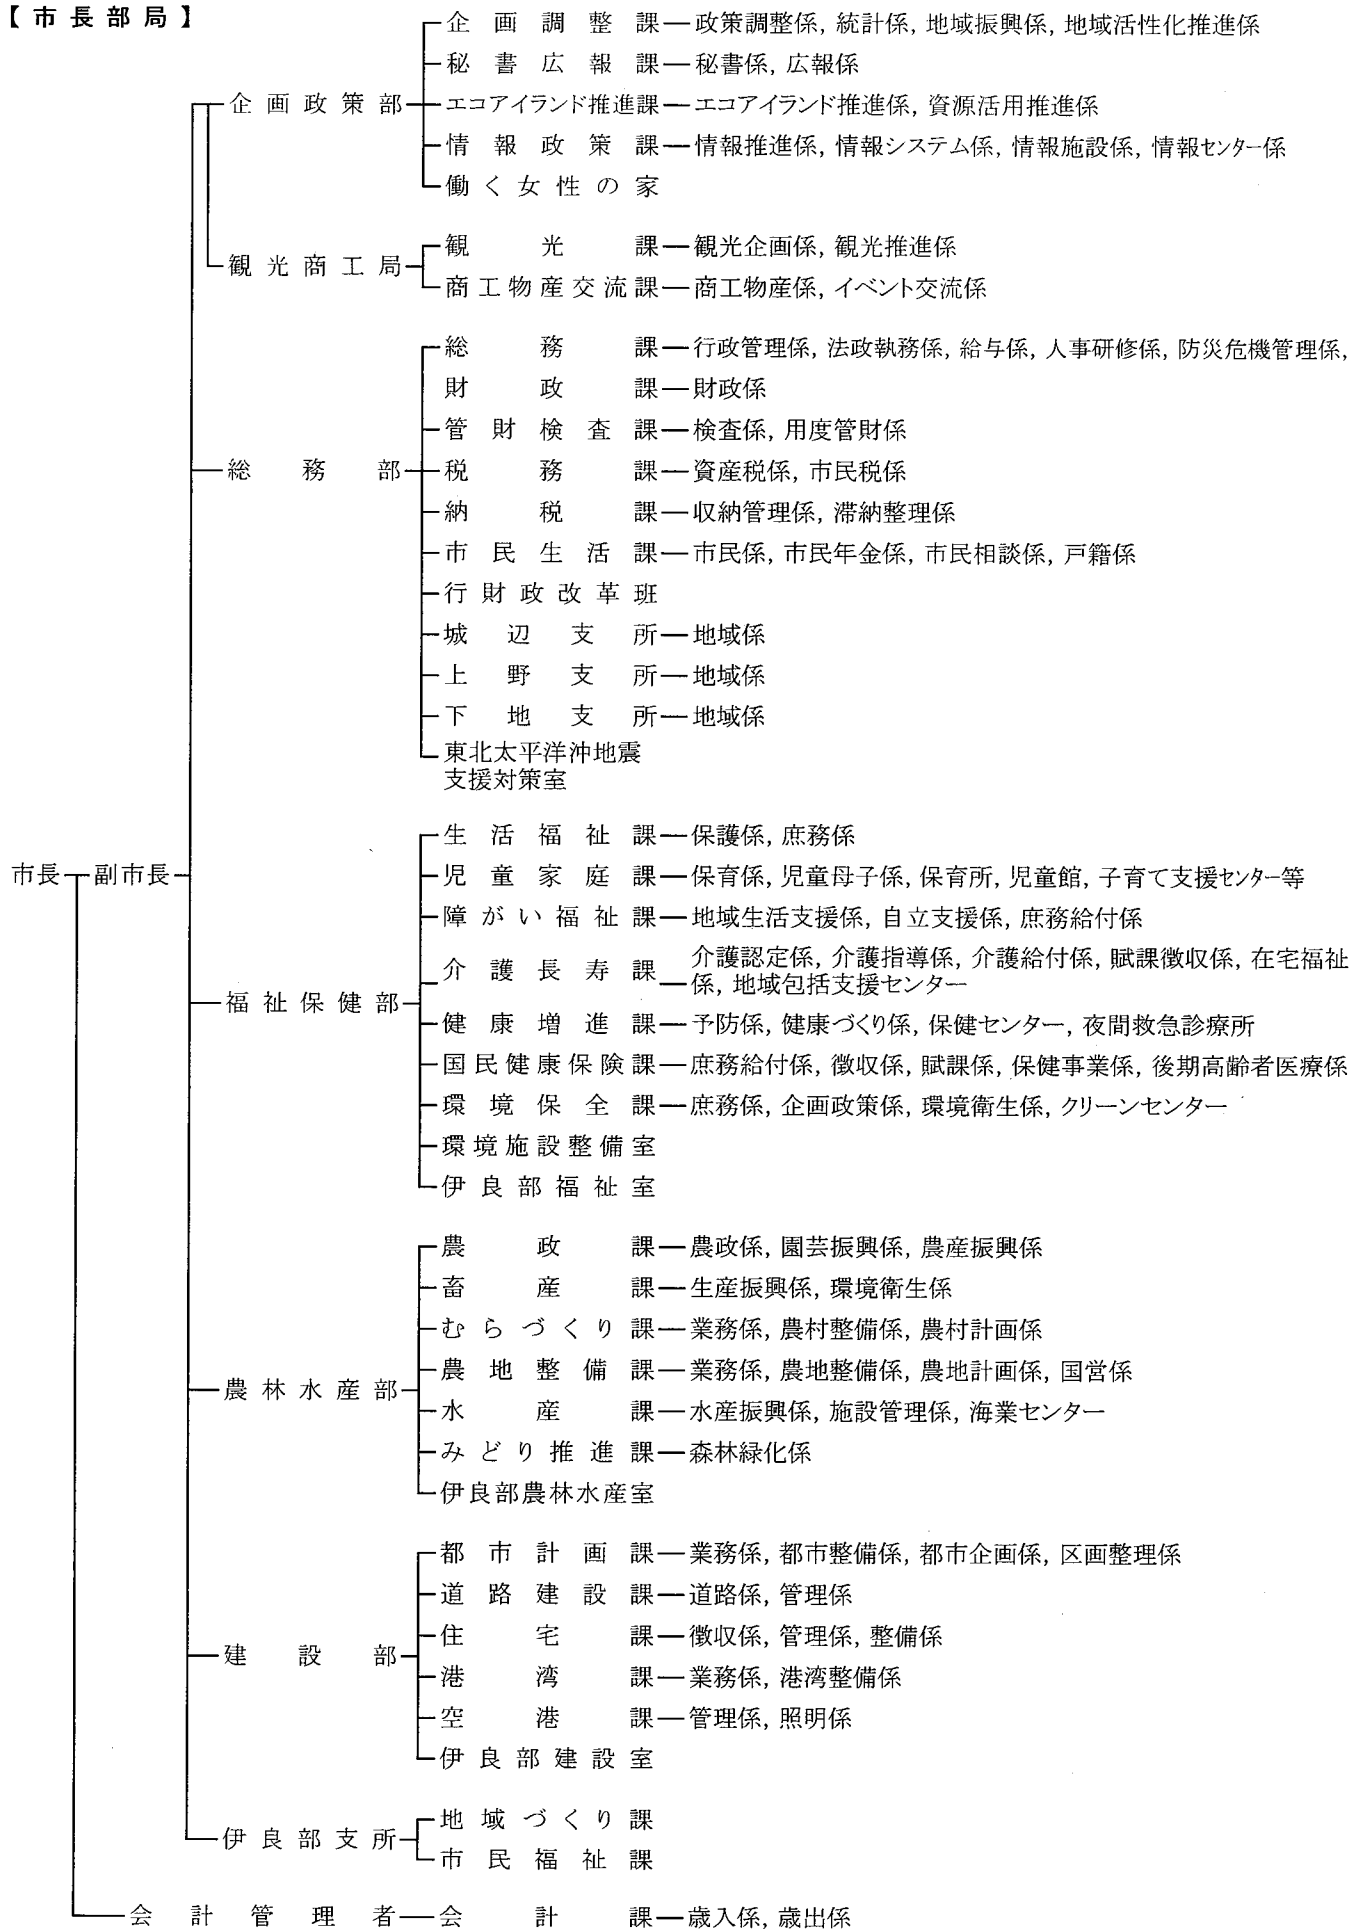 【市長部局】
企画調整課―政策調整係, 統計係, 地域振興係, 地域活性化推進係
秘書広報課―秘書係, 広報係
企画政策部 エコアイランド推進課―エコアイランド推進係, 資源活用推進係
情報政策課―情報推進係, 情報システム係, 情報施設係, 情報センター係
働く女性の家
観光課―観光企画係, 観光推進係
観光商工局
商工物産交流課―商工物産係, イベント交流係
総務課―行政管理係, 法政執務係, 給与係, 人事研修係, 防災危機管理係,
財政課―財政係
管財検査課―検査係, 用度管財係
総務部 税務課―資産税係, 市民税係
納税課―収納管理係, 滞納整理係
市民生活課―市民係, 市民年金係, 市民相談係, 戸籍係
行財政改革班
城辺支所―地域係
上野支所―地域係
下地支所―地域係
東北太平洋沖地震
支援対策室
生活福祉課―保護係, 庶務係
市長 副市長 児童家庭課―保育係, 児童母子係, 保育所, 児童館, 子育て支援センター等
障がい福祉課―地域生活支援係, 自立支援係, 庶務給付係
介護長寿課―介護認定係, 介護指導係, 介護給付係, 賦課徴収係, 在宅福祉
係, 地域包括支援センター
福祉保健部
健康増進課―予防係, 健康づくり係, 保健センター, 夜間救急診療所
国民健康保険課―庶務給付係, 徴収係, 賦課係, 保健事業係, 後期高齢者医療係
環境保全課―庶務係, 企画政策係, 環境衛生係, クリーンセンター
環境施設整備室
伊良部福祉室
農政課―農政係, 園芸振興係, 農産振興係
畜産課―生産振興係, 環境衛生係
むらづくり課―業務係, 農村整備係, 農村計画係
農地整備課―業務係, 農地整備係, 農地計画係, 国営係
農林水産部
水産課―水産振興係, 施設管理係, 海業センター
みどり推進課―森林緑化係
伊良部農林水産室
都市計画課―業務係, 都市整備係, 都市企画係, 区画整理係
道路建設課―道路係, 管理係
住宅課―徴収係, 管理係, 整備係
建設部
港湾課―業務係, 港湾整備係
空港課―管理係, 照明係
伊良部建設室
地域づくり課
伊良部支所
市民福祉課
会計管理者―会計課―歳入係, 歳出係